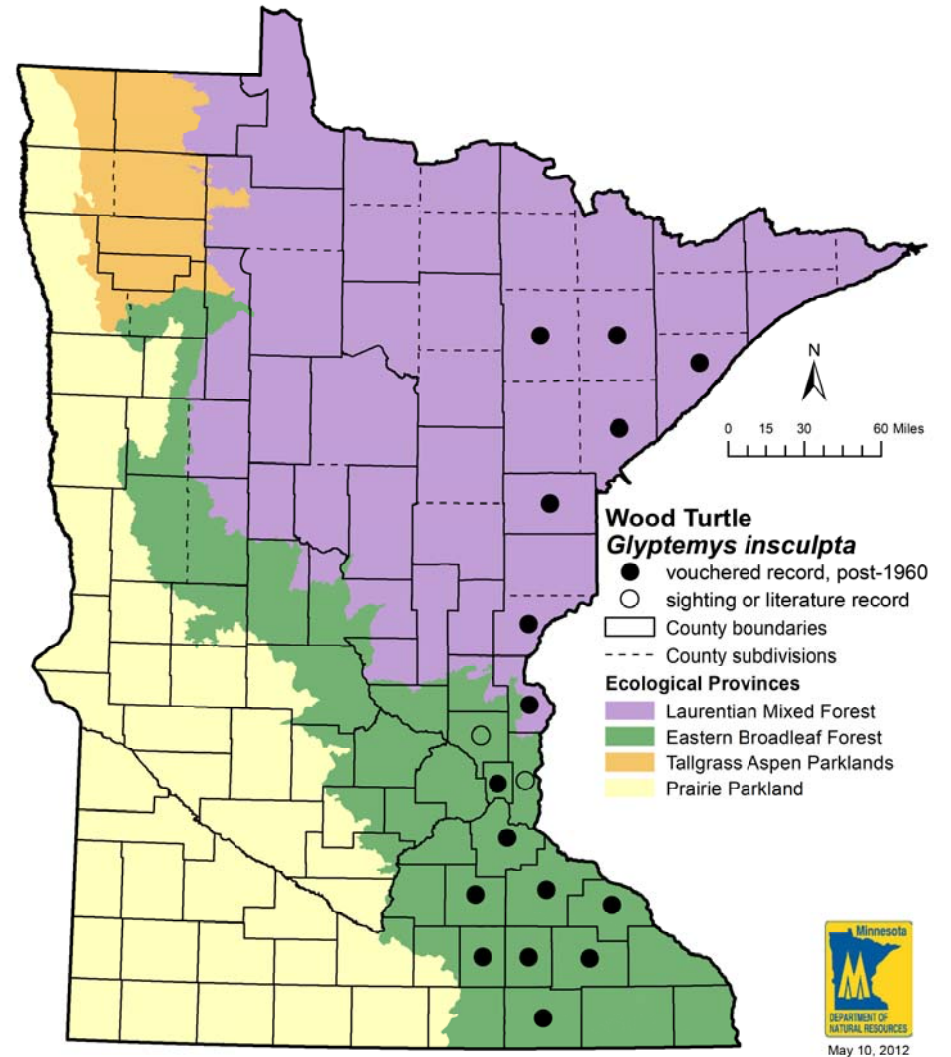 N
0 15 30 60 Miles
Wood Turtle
Glyptemys insculpta
vouchered record, post-1960
sighting or literature record
County boundaries
County subdivisions
Ecological Provinces
Laurentian Mixed Forest
Eastern Broadleaf Forest
Tallgrass Aspen Parklands
Prairie Parkland
Minnesota
DEPARTMENT OF
NATURAL RESOURCES
May 10, 2012